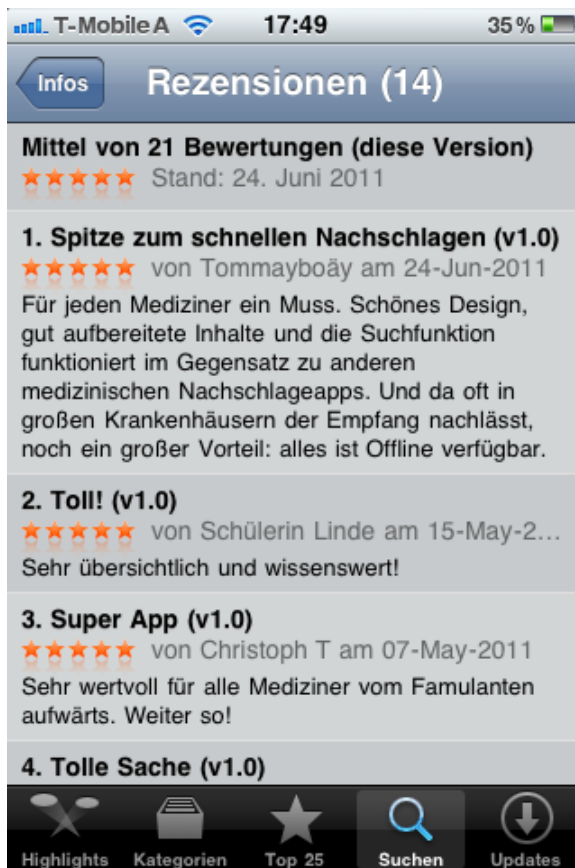 T-Mobile A 17:49 35 %
Infos Rezensionen (14)
Mittel von 21 Bewertungen (diese Version)
Stand: 24. Juni 2011
1. Spitze zum schnellen Nachschlagen (v1.0)
von Tommayboäy am 24-Jun-2011
Für jeden Mediziner ein Muss. Schönes Design,
gut aufbereitete Inhalte und die Suchfunktion
funktioniert im Gegensatz zu anderen
medizinischen Nachschlageapps. Und da oft in
großen Krankenhäusern der Empfang nachlässt,
noch ein großer Vorteil: alles ist Offline verfügbar.
2. Toll! (v1.0)
von Schülerin Linde am 15-May-2...
Sehr übersichtlich und wissenswert!
3. Super App (v1.0)
von Christoph T am 07-May-2011
Sehr wertvoll für alle Mediziner vom Famulanten
aufwärts. Weiter so!
4. Tolle Sache (v1.0)
Highlights Kategorien Top 25 Suchen Updates